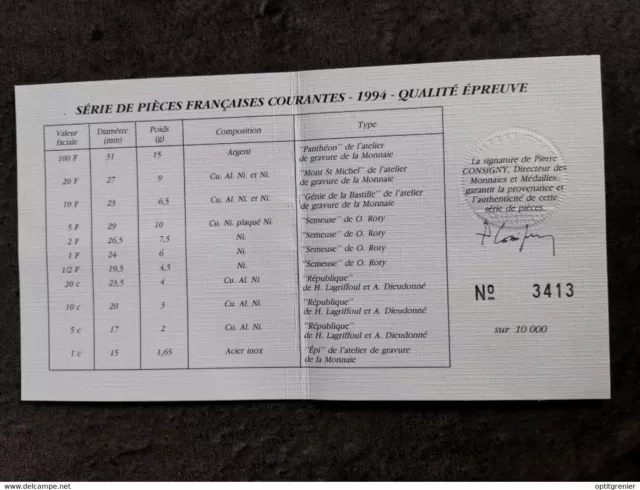 SÉRIE DE PIÈCES FRANÇAISES COURANTES - 1994 - QUALITÉ ÉPREUVE
Valeur faciale Diamètre (mm) Poids (g) Composition Type
100 F 31 15 Argent "Panthéon" de l'atelier
de gravure de la Monnaie
20 F 27 9 Cu. Al. Ni. et Ni. "Mont St Michel" de l'atelier
de gravure de la Monnaie
10 F 23 6,5 Cu. Al. Ni. et Ni. "Génie de la Bastille" de l'atelier
de gravure de la Monnaie
5 F 29 10 Cu. Ni. plaqué Ni. "Semeuse" de O. Roty
2 F 26,5 7,5 Ni. "Semeuse" de O. Roty
1 F 24 6 Ni. "Semeuse" de O. Roty
1/2 F 19,5 4,5 Ni. "Semeuse" de O. Roty
20 c 23,5 4 Cu. Al. Ni. "République"
de H. Lagriffoul et A. Dieudonné
10 c 20 3 Cu. Al. Ni. "République"
de H. Lagriffoul et A. Dieudonné
5 c 17 2 Cu. Al. Ni. "République"
de H. Lagriffoul et A. Dieudonné
1 c 15 1,65 Acier inox "Épi" de l'atelier de gravure
de la Monnaie
La signature de Pierre
CONSIGNY, Directeur des
Monnaies et Médailles,
garantit la provenance et
l'authenticité de cette
série de pièces.
Nº 3413
sur 10 000
www.delcampe.net
optitgrenier